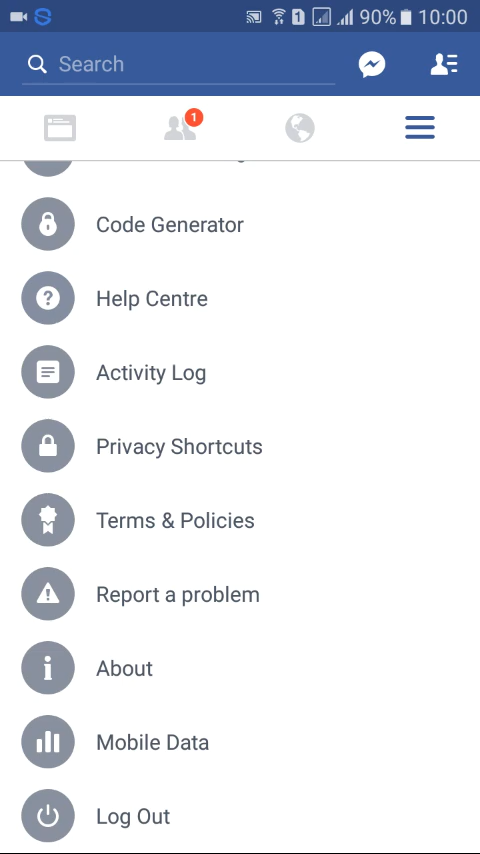 1 90% 10:00
Search
1
Code Generator
Help Centre
Activity Log
Privacy Shortcuts
Terms & Policies
Report a problem
About
Mobile Data
Log Out